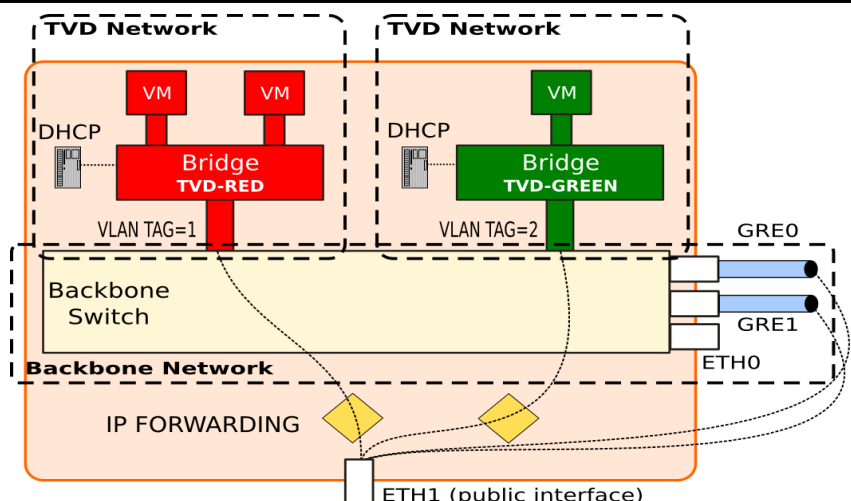 TVD Network
TVD Network
VM
VM
VM
DHCP
DHCP
Bridge
TVD-RED
Bridge
TVD-GREEN
VLAN TAG=1
VLAN TAG=2
GRE0
Backbone
Switch
GRE1
ETH0
Backbone Network
IP FORWARDING
ETH1 (public interface)